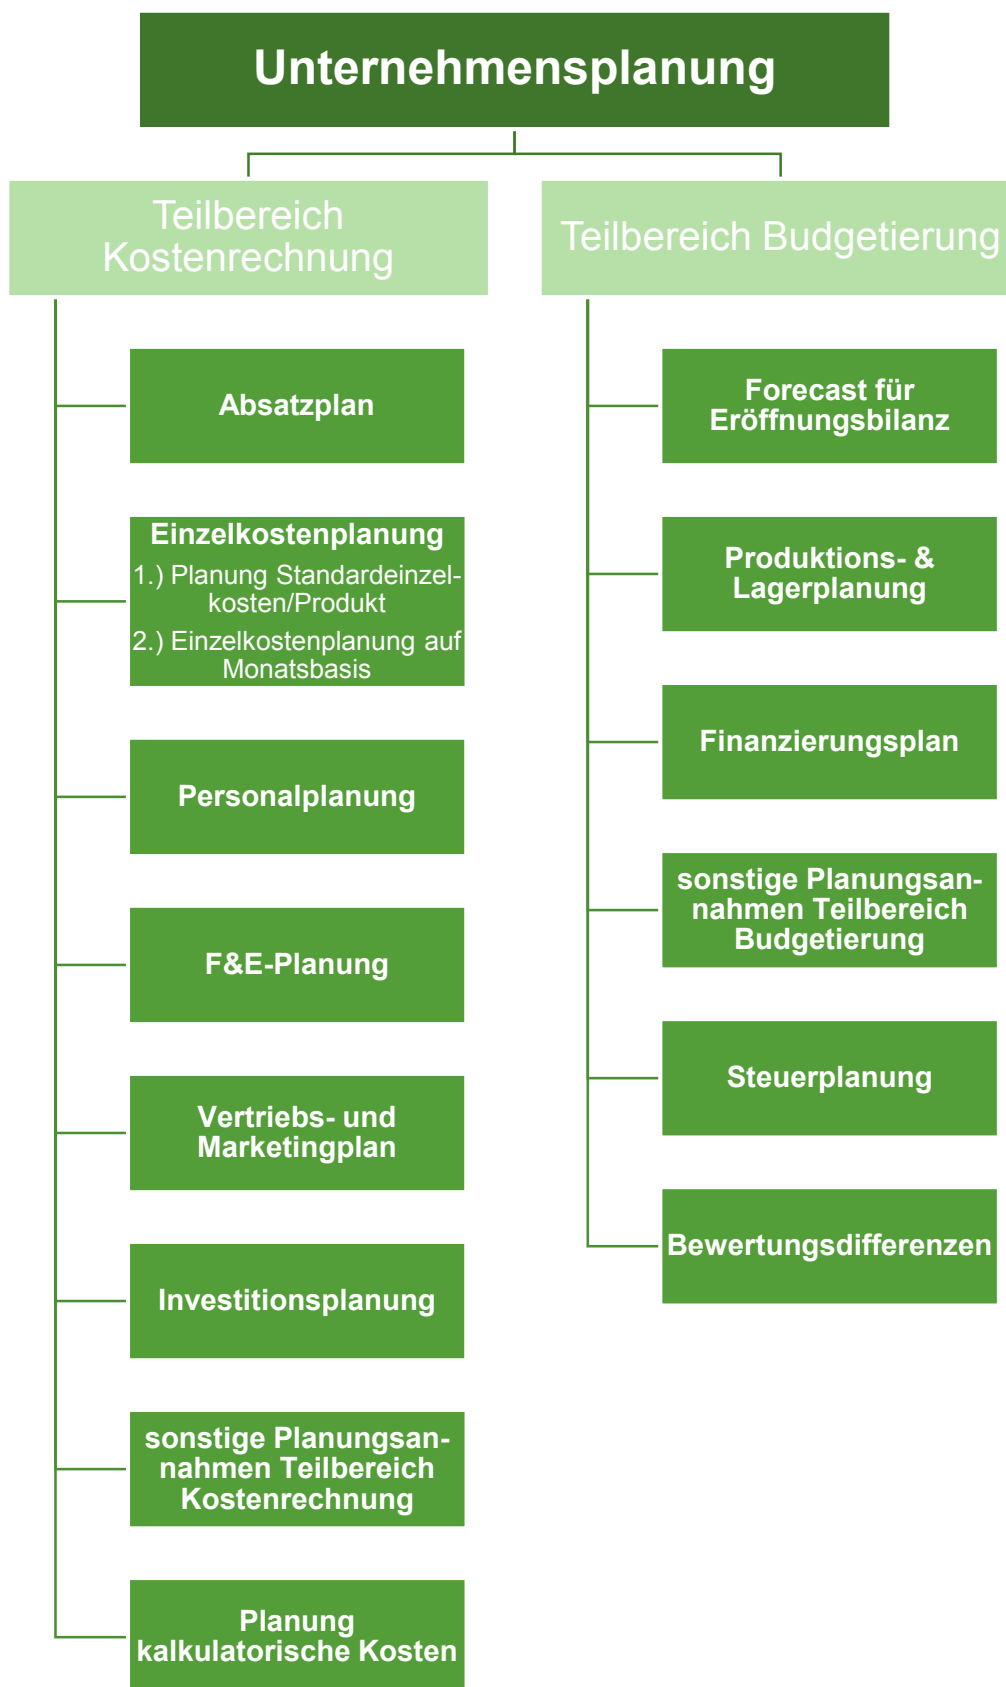 Unternehmensplanung
Teilbereich
Kostenrechnung
Absatzplan
Einzelkostenplanung
1.) Planung Standardeinzel-
kosten/Produkt
2.) Einzelkostenplanung auf
Monatsbasis
Personalplanung
F&E-Planung
Vertriebs- und
Marketingplan
Investitionsplanung
sonstige Planungsan-
nahmen Teilbereich
Kostenrechnung
Planung
kalkulatorische Kosten
Teilbereich Budgetierung
Forecast für
Eröffnungsbilanz
Produktions- &
Lagerplanung
Finanzierungsplan
sonstige Planungsan-
nahmen Teilbereich
Budgetierung
Steuerplanung
Bewertungsdifferenzen